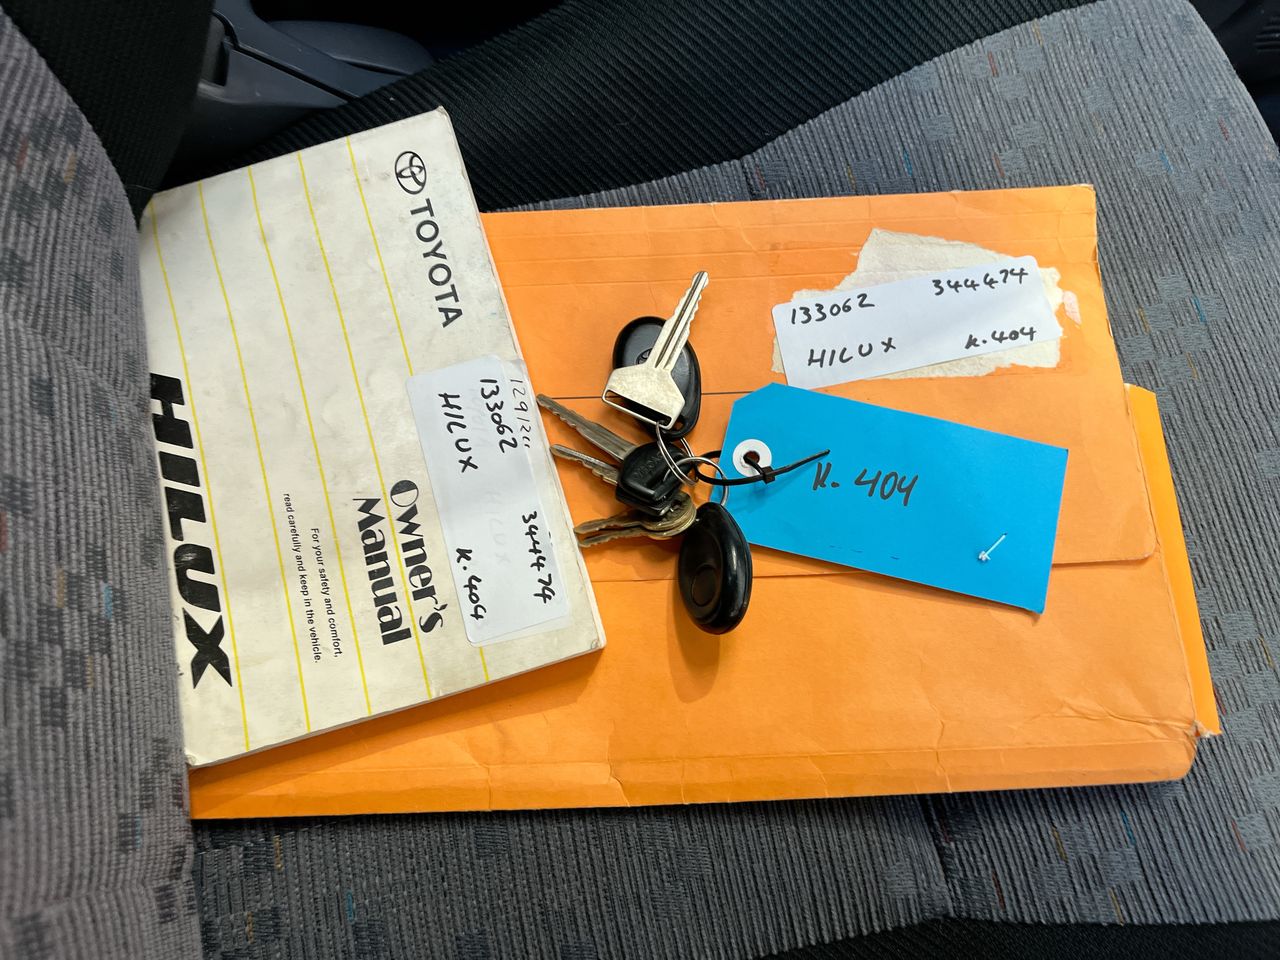 TOYOTA
HILUX
Owner's
Manual
For your safety and comfort,
read carefully and keep in the vehicle.
133062
344474
HILUX
K.404
133062 344474
HILUX K.404
K. 404